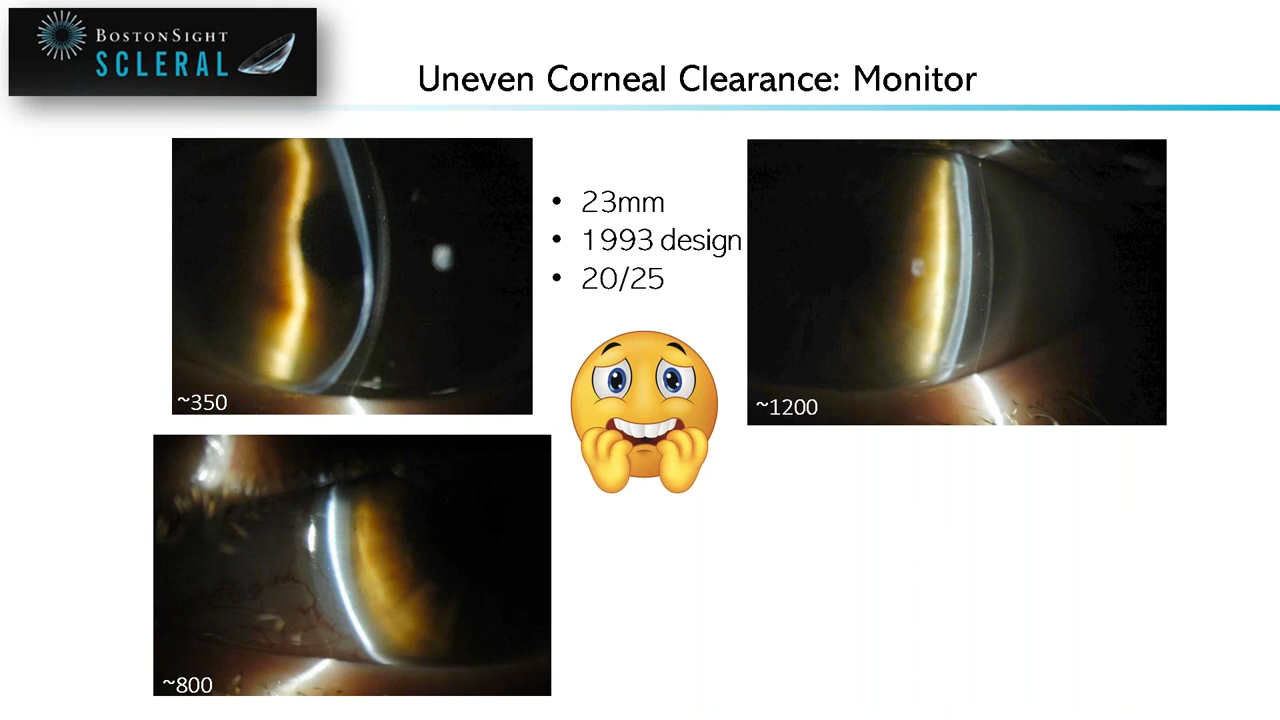 BOSTONSIGHT
SCLERAL
Uneven Corneal Clearance: Monitor
~350
• 23mm
• 1993 design
• 20/25
~1200
~800